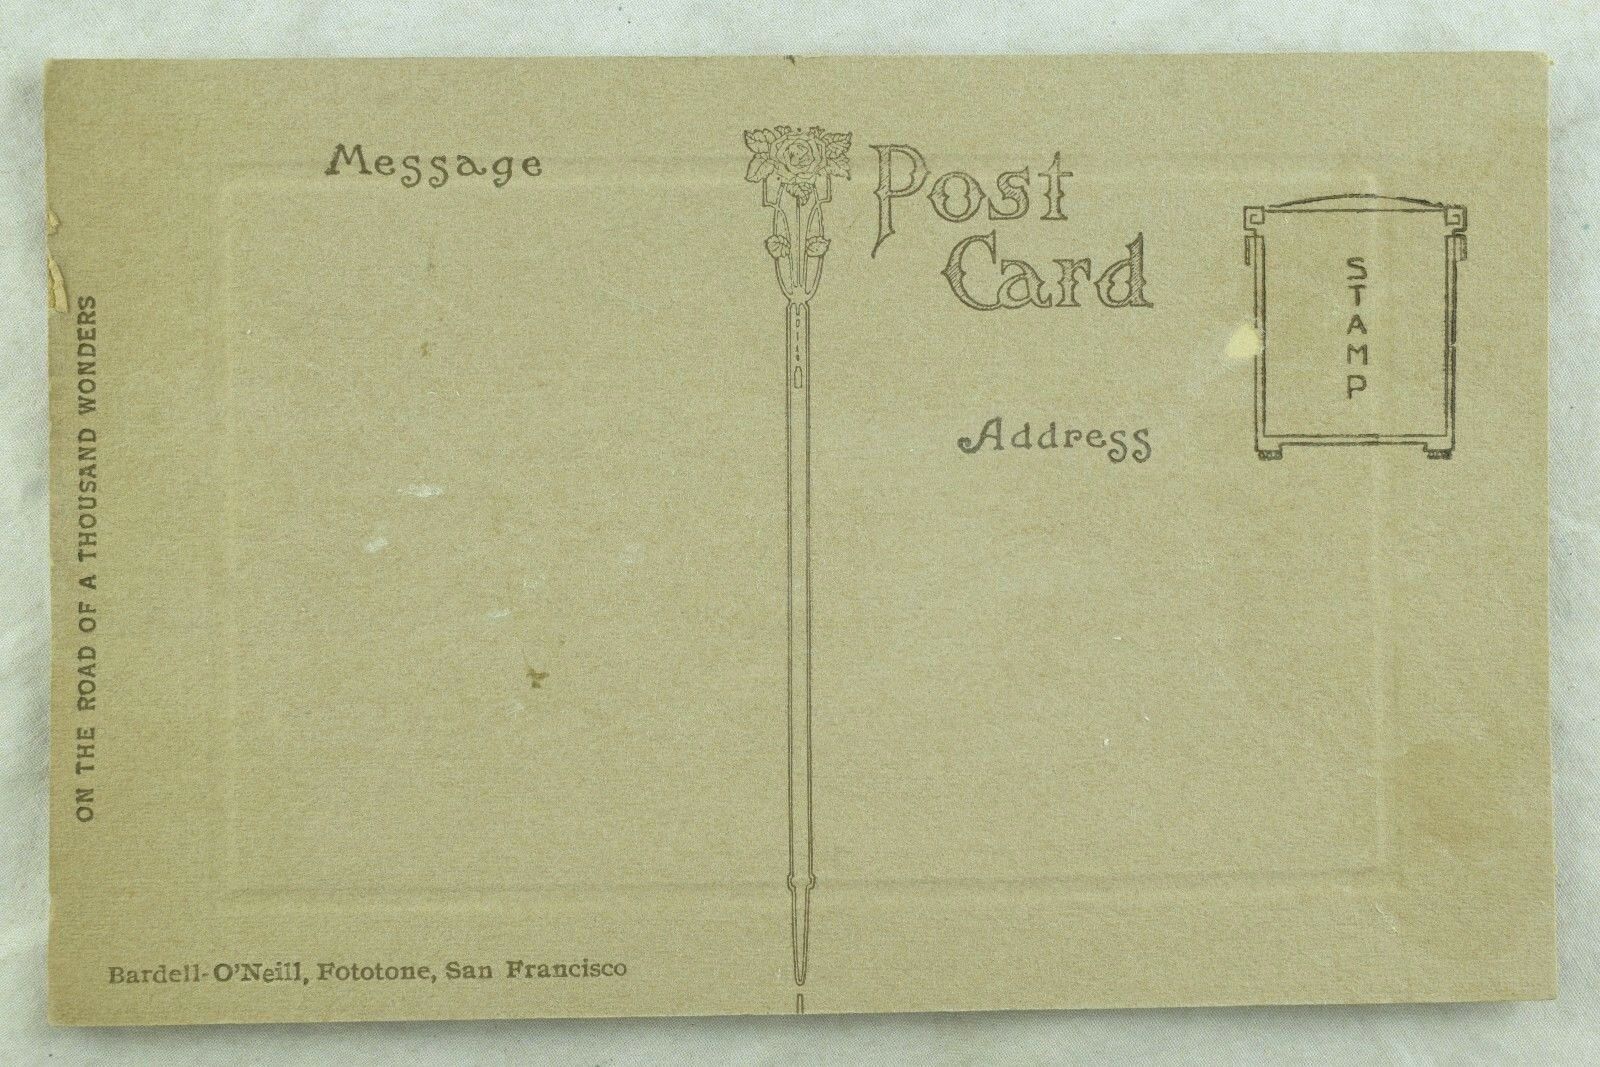 Message
Post
Card
STAMP
Address
ON THE ROAD OF A THOUSAND WONDERS
Bardell-O'Neill, Fototone, San Francisco